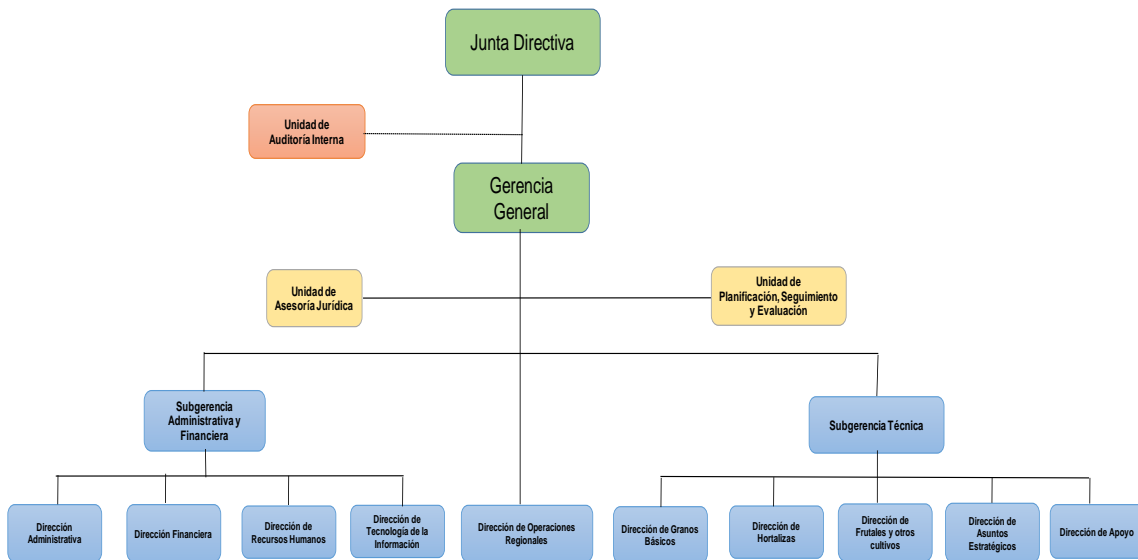 Junta Directiva
Unidad de
Auditoría Interna
Gerencia
General
Unidad de
Asesoría Jurídica
Unidad de
Planificación, Seguimiento
y Evaluación
Subgerencia
Administrativa y
Financiera
Subgerencia Técnica
Dirección
Administrativa
Dirección Financiera
Dirección de
Recursos Humanos
Dirección de
Tecnología de la
Información
Dirección de Operaciones
Regionales
Dirección de Granos
Básicos
Dirección de
Hortalizas
Dirección de
Frutales y otros
cultivos
Dirección de
Asuntos
Estratégicos
Dirección de Apoyo